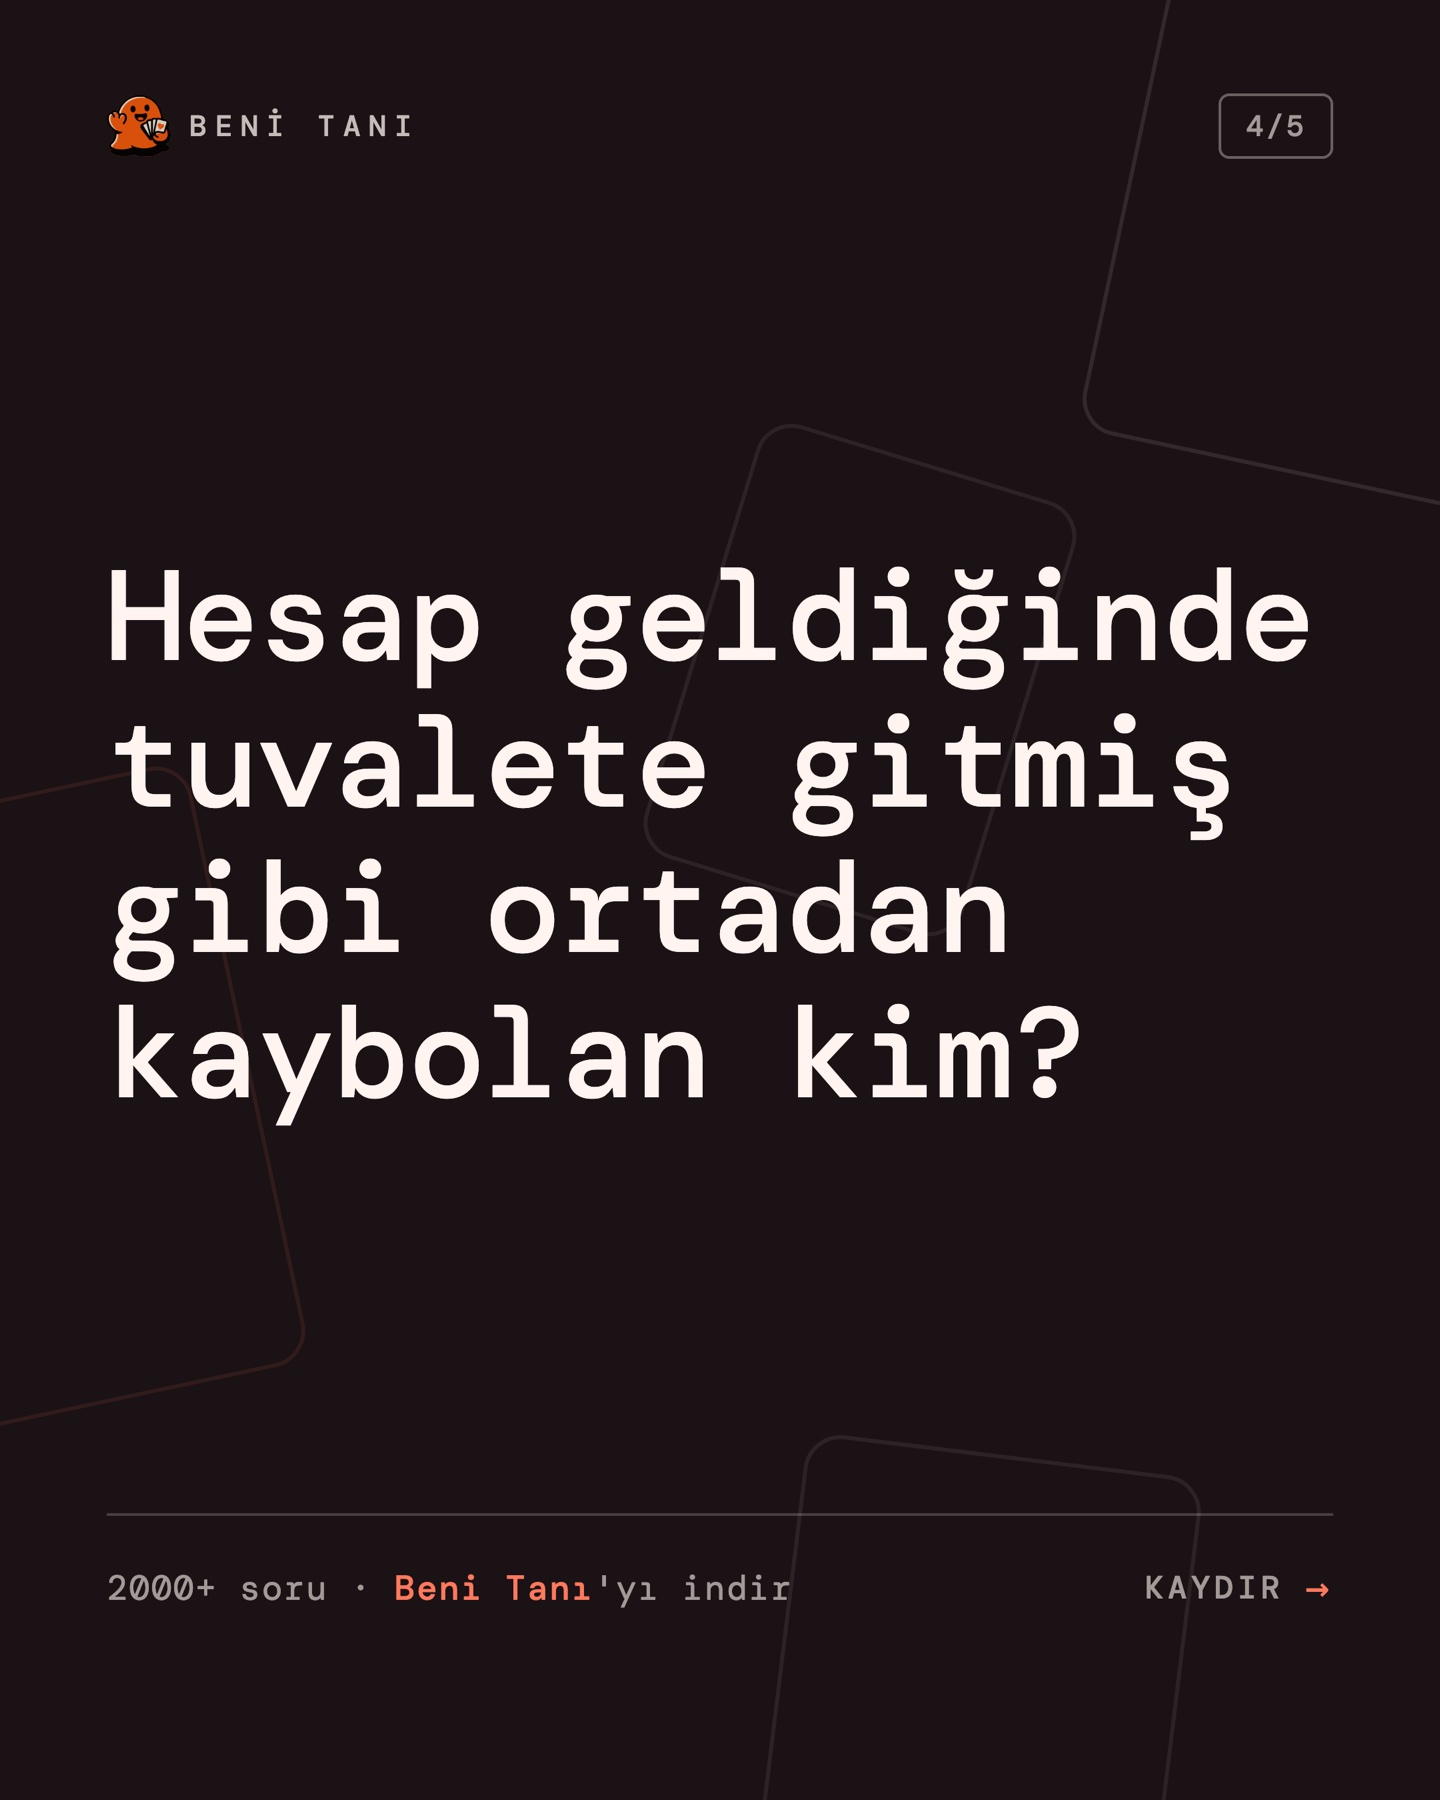 BENİ TANI
4/5
Hesap geldiğinde
tuvalete gitmiş
gibi ortadan
kaybolan kim?
2000+ soru · Beni Tanı'yı indir
KAYDIR →